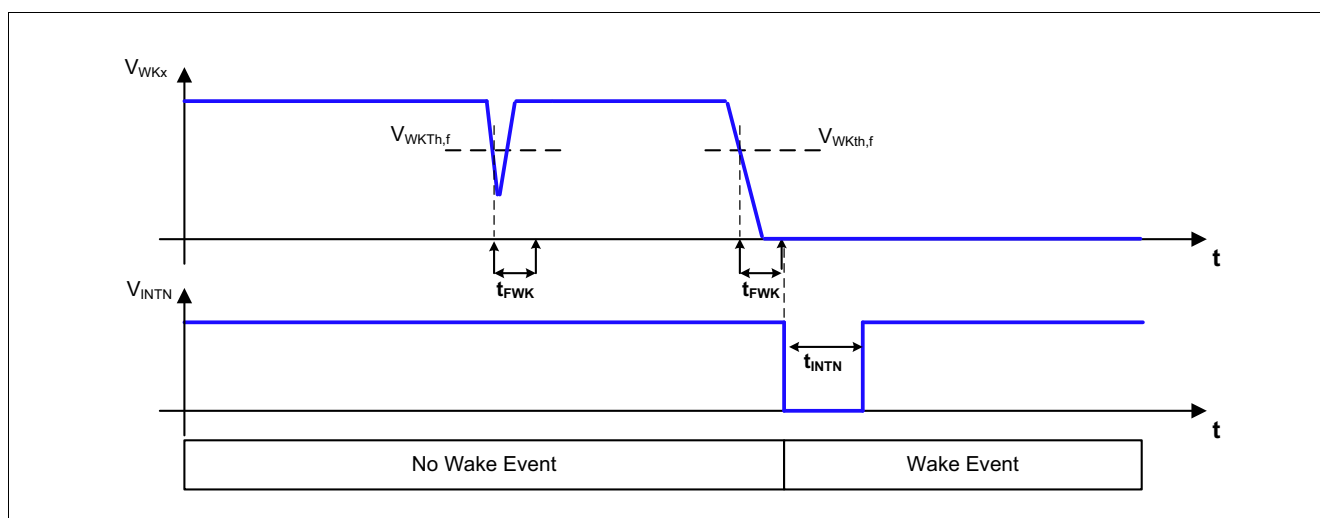 VWKx
VWKTh,f
VWKth,f
t
tFWK
tFWK
VINTN
tINTN
t
No Wake Event
Wake Event